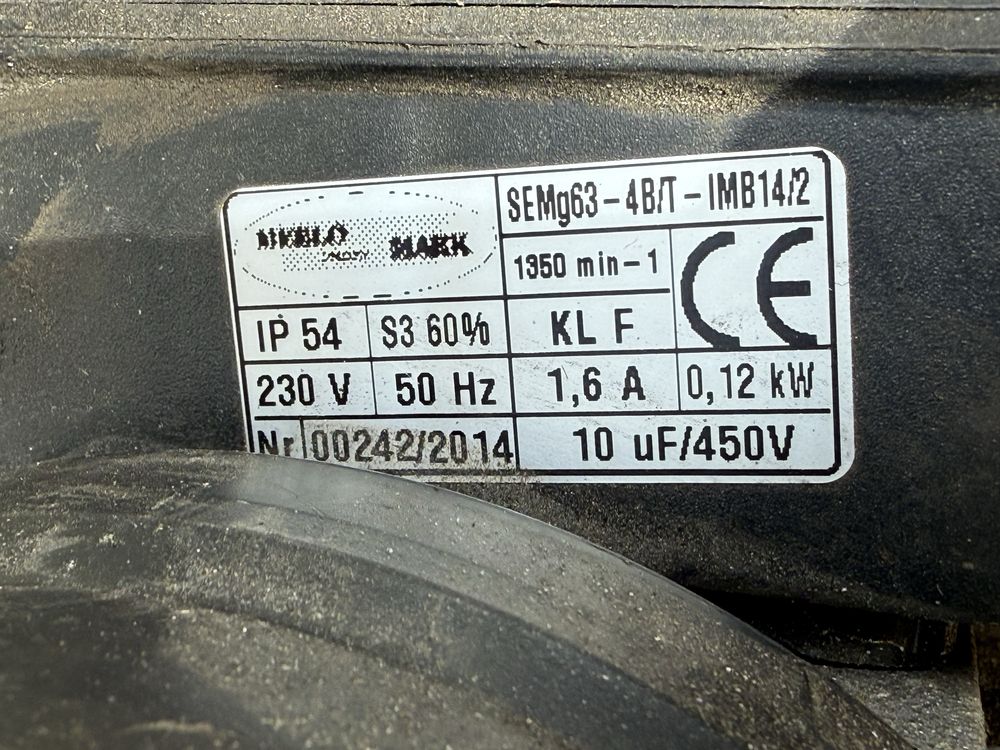 SEMg63-4B/T-IMB14/2
1350 min-1
CE
IP 54 S3 60% KL F
230 V 50 Hz 1,6 A 0,12 kW
Nr 00242/2014 10 uF/450V